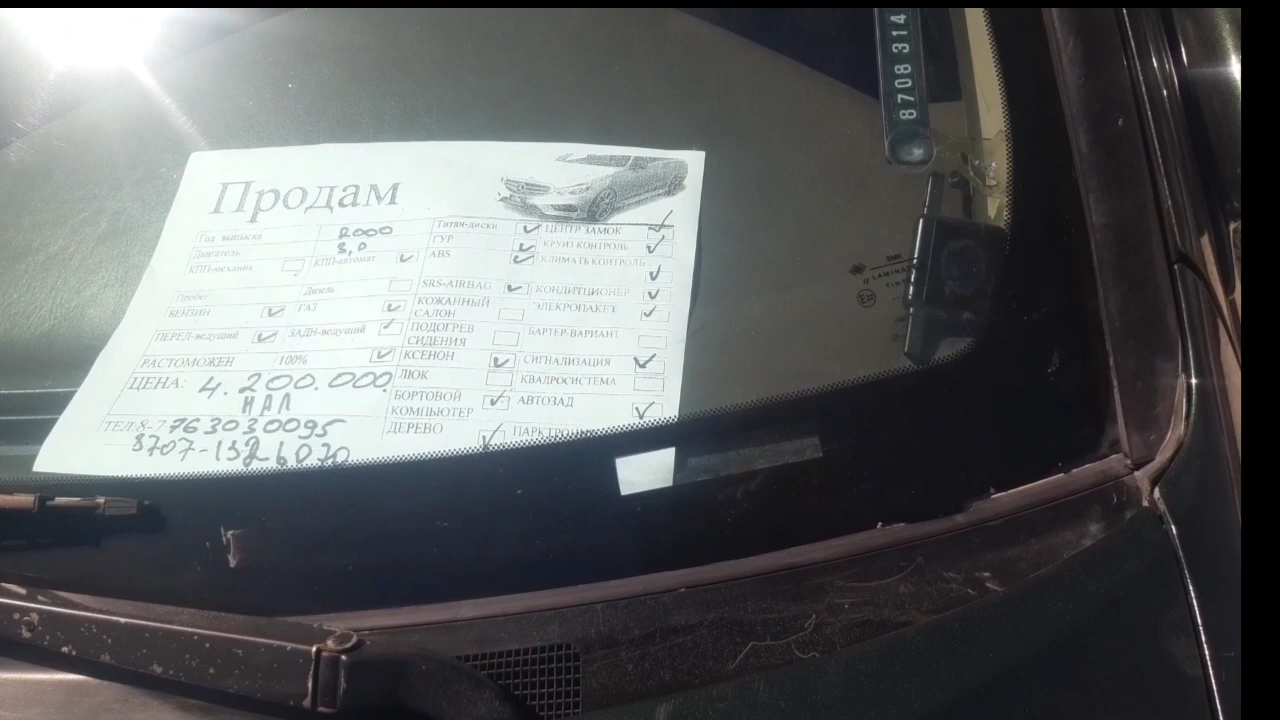 Продам
Год выпуска 2000
Двигатель 3,0
КПП-механик КПП-автомат
Пробег Дизель
БЕНЗИН ГАЗ
ПЕРЕД-ведущий ЗАДН-ведущий
РАСТОМОЖЕН 100%
ЦЕНА: 4.200.000
НАЛ
ТЕЛ:8-7763030095
8707-1326070
Титан-диски ЦЕНТР ЗАМОК
ГУР КРУИЗ КОНТРОЛЬ
ABS КЛИМАТЬ КОНТРОЛЬ
SRS-AIRBAG КОНДИТЦИОНЕР
КОЖАННЫЙ САЛОН ЭЛЕКРОПАКЕТ
ПОДОГРЕВ СИДЕНИЯ БАРТЕР-ВАРИАНТ
КСЕНОН СИГНАЛИЗАЦИЯ
ЛЮК КВАДРОСИСТЕМА
БОРТОВОЙ КОМПЬЮТЕР АВТОЗАД
ДЕРЕВО
8708 314